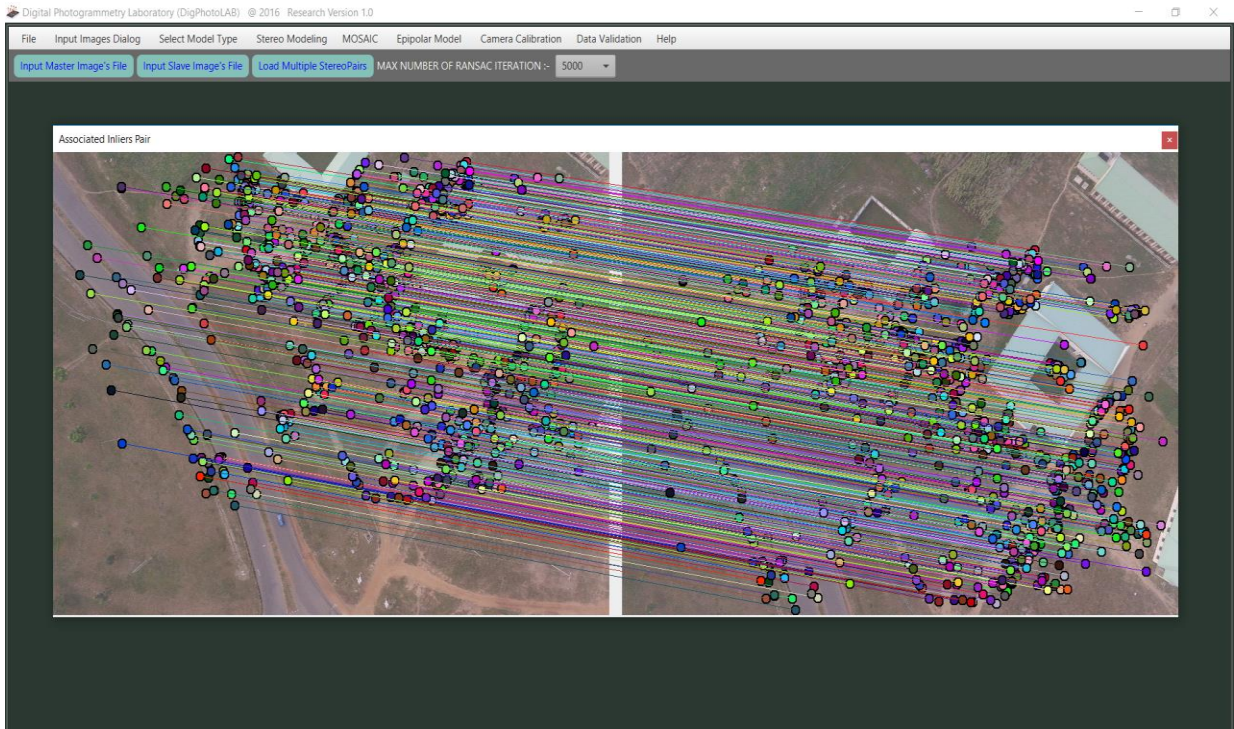 Digital Photogrammetry Laboratory (DigPhotoLAB) @ 2016 Research Version 1.0
File Input Images Dialog Select Model Type Stereo Modeling MOSAIC Epipolar Model Camera Calibration Data Validation Help
Input Master Image's File Input Slave Image's File Load Multiple StereoPairs MAX NUMBER OF RANSAC ITERATION :- 5000
Associated Inliers Pair